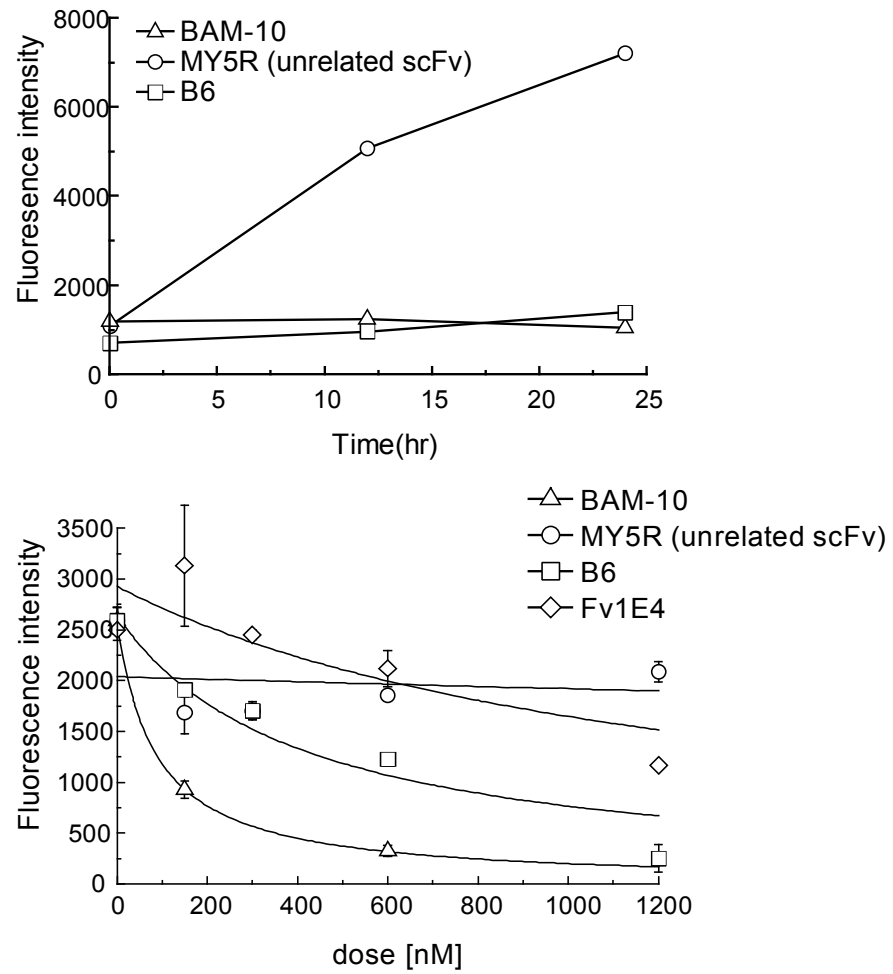 8000
6000
4000
2000
0
Fluoresence intensity
BAM-10
MY5R (unrelated scFv)
B6
0 5 10 15 20 25
Time(hr)
BAM-10
MY5R (unrelated scFv)
B6
Fv1E4
3500
3000
2500
2000
1500
1000
500
0
Fluorescence intensity
0 200 400 600 800 1000 1200
dose [nM]